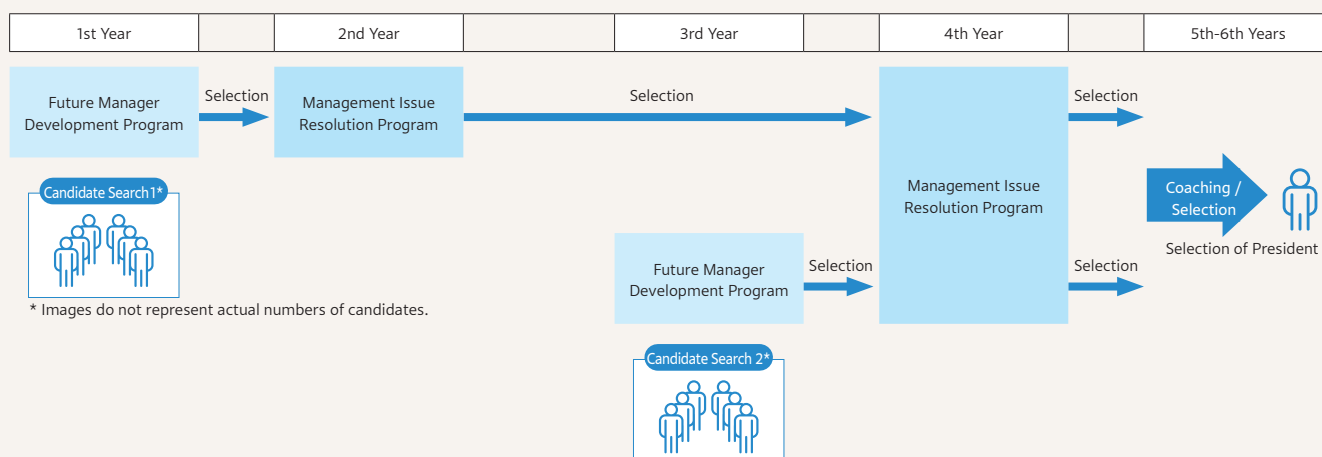 1st Year
2nd Year
3rd Year
4th Year
5th-6th Years
Future Manager
Development Program
Selection
Management Issue
Resolution Program
Selection
Candidate Search1*
* Images do not represent actual numbers of candidates.
Future Manager
Development Program
Selection
Candidate Search 2*
Management Issue
Resolution Program
Selection
Selection
Coaching /
Selection
Selection of President